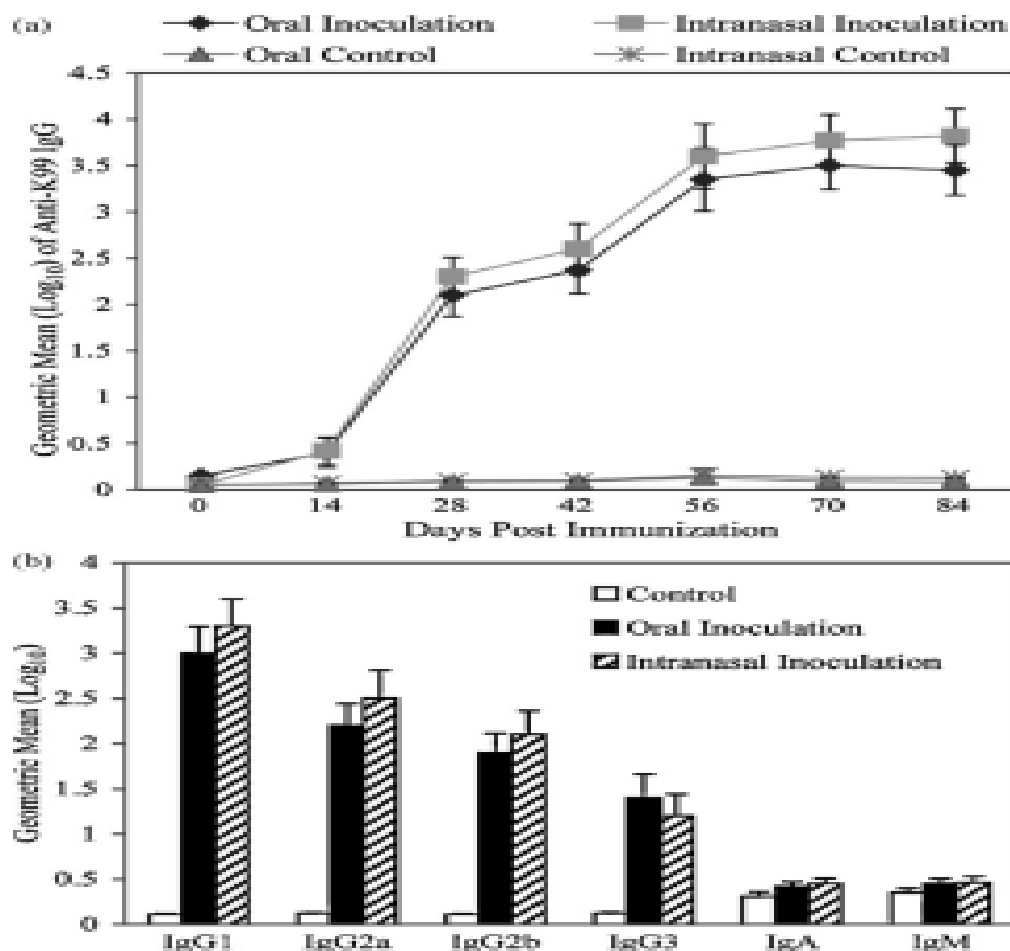 (a)
Oral Inoculation Intranasal Inoculation
Oral Control Intranasal Control
4.5
4
3.5
3
2.5
2
1.5
1
0.5
0
Geometric Mean (Log10) of Anti-K99 IgG
0 14 28 42 56 70 84
Days Post Immunization
(b)
4
3.5
3
2.5
2
1.5
1
0.5
0
Geometric Mean (Log10)
Control
Oral Inoculation
Intranasal Inoculation
IgG1 IgG2a IgG2b IgG3 IgA IgM